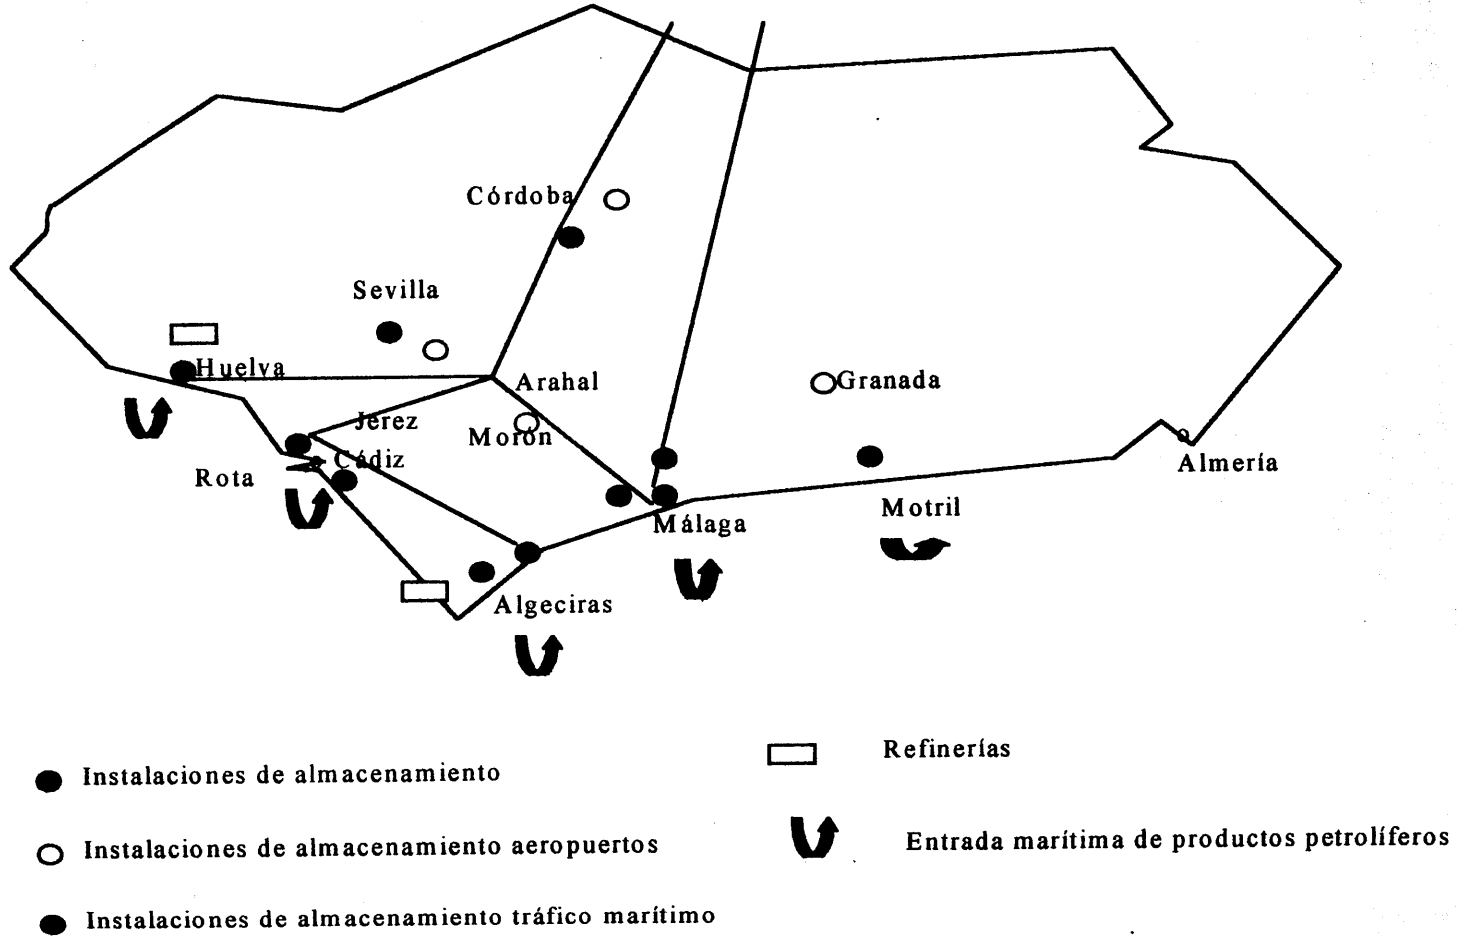 Córdoba
Sevilla
Huelva
Arahal
Granada
Jerez
Morón
Cádiz
Rota
Almería
Motril
Málaga
Algeciras
Refinerías
Instalaciones de almacenamiento
Entrada marítima de productos petrolíferos
Instalaciones de almacenamiento aeropuertos
Instalaciones de almacenamiento tráfico marítimo